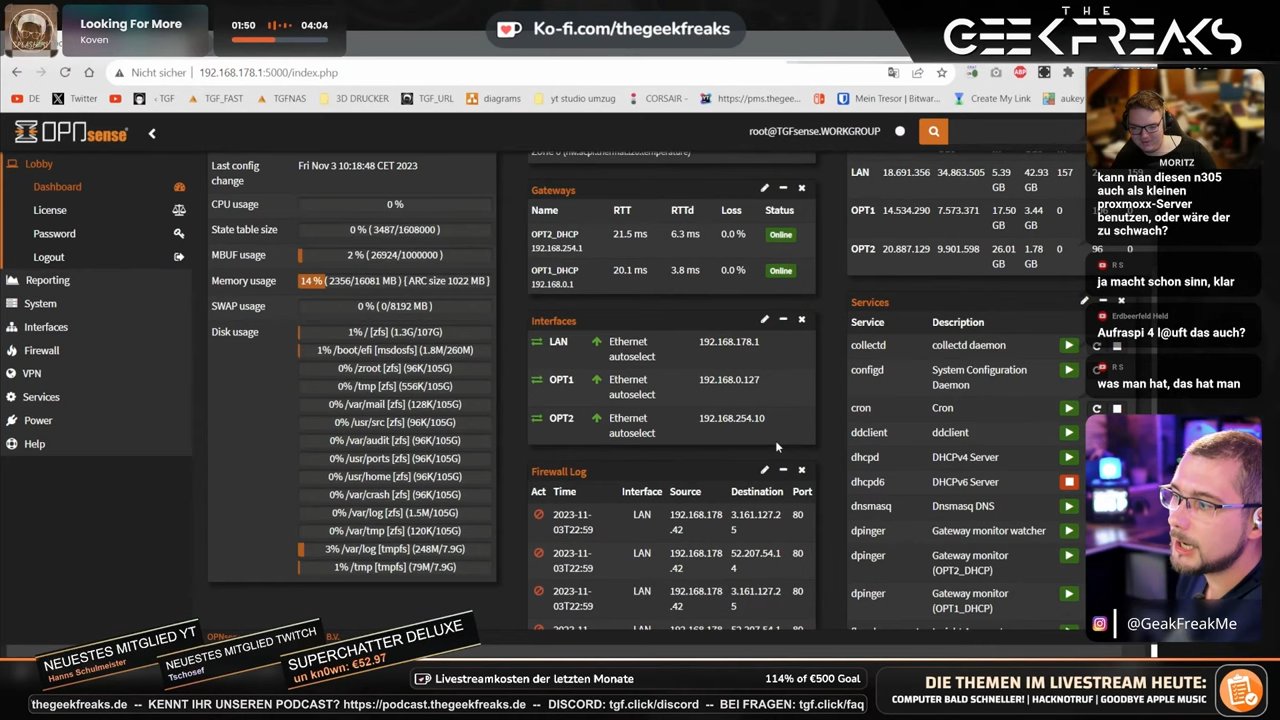 Looking For More
Koven
01:50
04:04
Ko-fi.com/thegeekfreaks
THE
GEEKFREAKS
Nicht sicher
192.168.178.1:5000/index.php
DE
Twitter
TGF
TGF_FAST
TGFNAS
3D DRUCKER
TGF_URL
diagrams
yt studio umzug
CORSAIR -
https://pms.thegee...
Mein Tresor | Bitwar...
Create My Link
aukey
OPNsense
root@TGFsense.WORKGROUP
Lobby
Dashboard
License
Password
Logout
Reporting
System
Interfaces
Firewall
VPN
Services
Power
Help
Last config change
Fri Nov 3 10:18:48 CET 2023
CPU usage
0 %
State table size
0 % ( 3487/1608000 )
MBUF usage
2 % ( 26924/1000000 )
Memory usage
14 % ( 2356/16081 MB ) { ARC size 1022 MB }
SWAP usage
0 % ( 0/8192 MB )
Disk usage
1% / [zfs] (1.3G/107G)
1% /boot/efi [msdosfs] (1.8M/260M)
0% /zroot [zfs] (96K/105G)
0% /tmp [zfs] (556K/105G)
0% /var/mail [zfs] (128K/105G)
0% /usr/src [zfs] (96K/105G)
0% /var/audit [zfs] (96K/105G)
0% /usr/ports [zfs] (96K/105G)
0% /usr/home [zfs] (96K/105G)
0% /var/crash [zfs] (96K/105G)
0% /var/log [zfs] (1.5M/105G)
0% /var/tmp [zfs] (120K/105G)
3% /var/log [tmpfs] (248M/7.9G)
1% /tmp [tmpfs] (79M/7.9G)
Gateways
Name RTT RTTd Loss Status
OPT2_DHCP 21.5 ms 6.3 ms 0.0 % Online
192.168.254.1
OPT1_DHCP 20.1 ms 3.8 ms 0.0 % Online
192.168.0.1
Interfaces
LAN Ethernet autoselect 192.168.178.1
OPT1 Ethernet autoselect 192.168.0.127
OPT2 Ethernet autoselect 192.168.254.10
Firewall Log
Act Time Interface Source Destination Port
2023-11-03T22:59 LAN 192.168.178.42 3.161.127.25 80
2023-11-03T22:59 LAN 192.168.178.42 52.207.54.14 80
2023-11-03T22:59 LAN 192.168.178.42 3.161.127.25 80
LAN 18.691.356 34.863.505 5.39 GB 42.93 GB 157
OPT1 14.534.290 7.573.371 17.50 GB 3.44 GB 0
OPT2 20.887.129 9.901.598 26.01 GB 1.78 GB 0 96 0
Services
Service Description
collectd collectd daemon
configd System Configuration Daemon
cron Cron
ddclient ddclient
dhcpd DHCPv4 Server
dhcpd6 DHCPv6 Server
dnsmasq Dnsmasq DNS
dpinger Gateway monitor watcher
dpinger Gateway monitor (OPT2_DHCP)
dpinger Gateway monitor (OPT1_DHCP)
MORITZ
kann man diesen n305
auch als kleinen
proxmoxx-Server
benutzen, oder wäre der
zu schwach?
R S
ja macht schon sinn, klar
Erdbeerfeld Held
Aufraspi 4 l@uft das auch?
R S
was man hat, das hat man
@GeakFreakMe
NEUESTES MITGLIED YT
Hanns Schulmeister
NEUESTES MITGLIED TWITCH
Tschosef
SUPERCHATTER DELUXE
un kn0wn: €52.97
Livestreamkosten der letzten Monate
114% of €500 Goal
DIE THEMEN IM LIVESTREAM HEUTE:
COMPUTER BALD SCHNELLER! | HACKNOTRUF | GOODBYE APPLE MUSIC
thegeekfreaks.de -- KENNT IHR UNSEREN PODCAST? https://podcast.thegeekfreaks.de -- DISCORD: tgf.click/discord -- BEI FRAGEN: tgf.click/faq